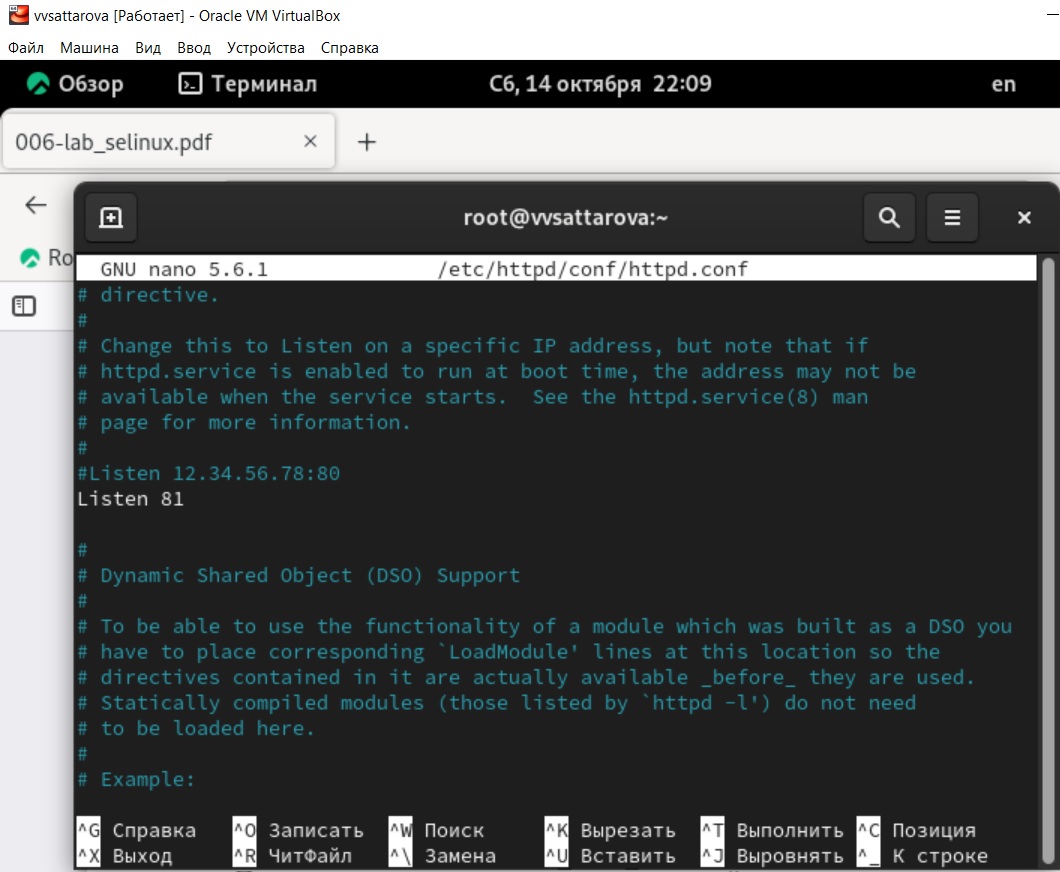 vvsattarova [Работает] - Oracle VM VirtualBox
Файл Машина Вид Ввод Устройства Справка
Обзор Терминал Сб, 14 октября 22:09 en
006-lab_selinux.pdf
root@vvsattarova:~
Ro
GNU nano 5.6.1 /etc/httpd/conf/httpd.conf
# directive.
#
# Change this to Listen on a specific IP address, but note that if
# httpd.service is enabled to run at boot time, the address may not be
# available when the service starts.  See the httpd.service(8) man
# page for more information.
#
#Listen 12.34.56.78:80
Listen 81
#
# Dynamic Shared Object (DSO) Support
#
# To be able to use the functionality of a module which was built as a DSO you
# have to place corresponding `LoadModule' lines at this location so the
# directives contained in it are actually available _before_ they are used.
# Statically compiled modules (those listed by `httpd -l') do not need
# to be loaded here.
#
# Example:
^G Справка ^O Записать ^W Поиск ^K Вырезать ^T Выполнить ^C Позиция
^X Выход ^R ЧитФайл ^\ Замена ^U Вставить ^J Выровнять ^_ К строке